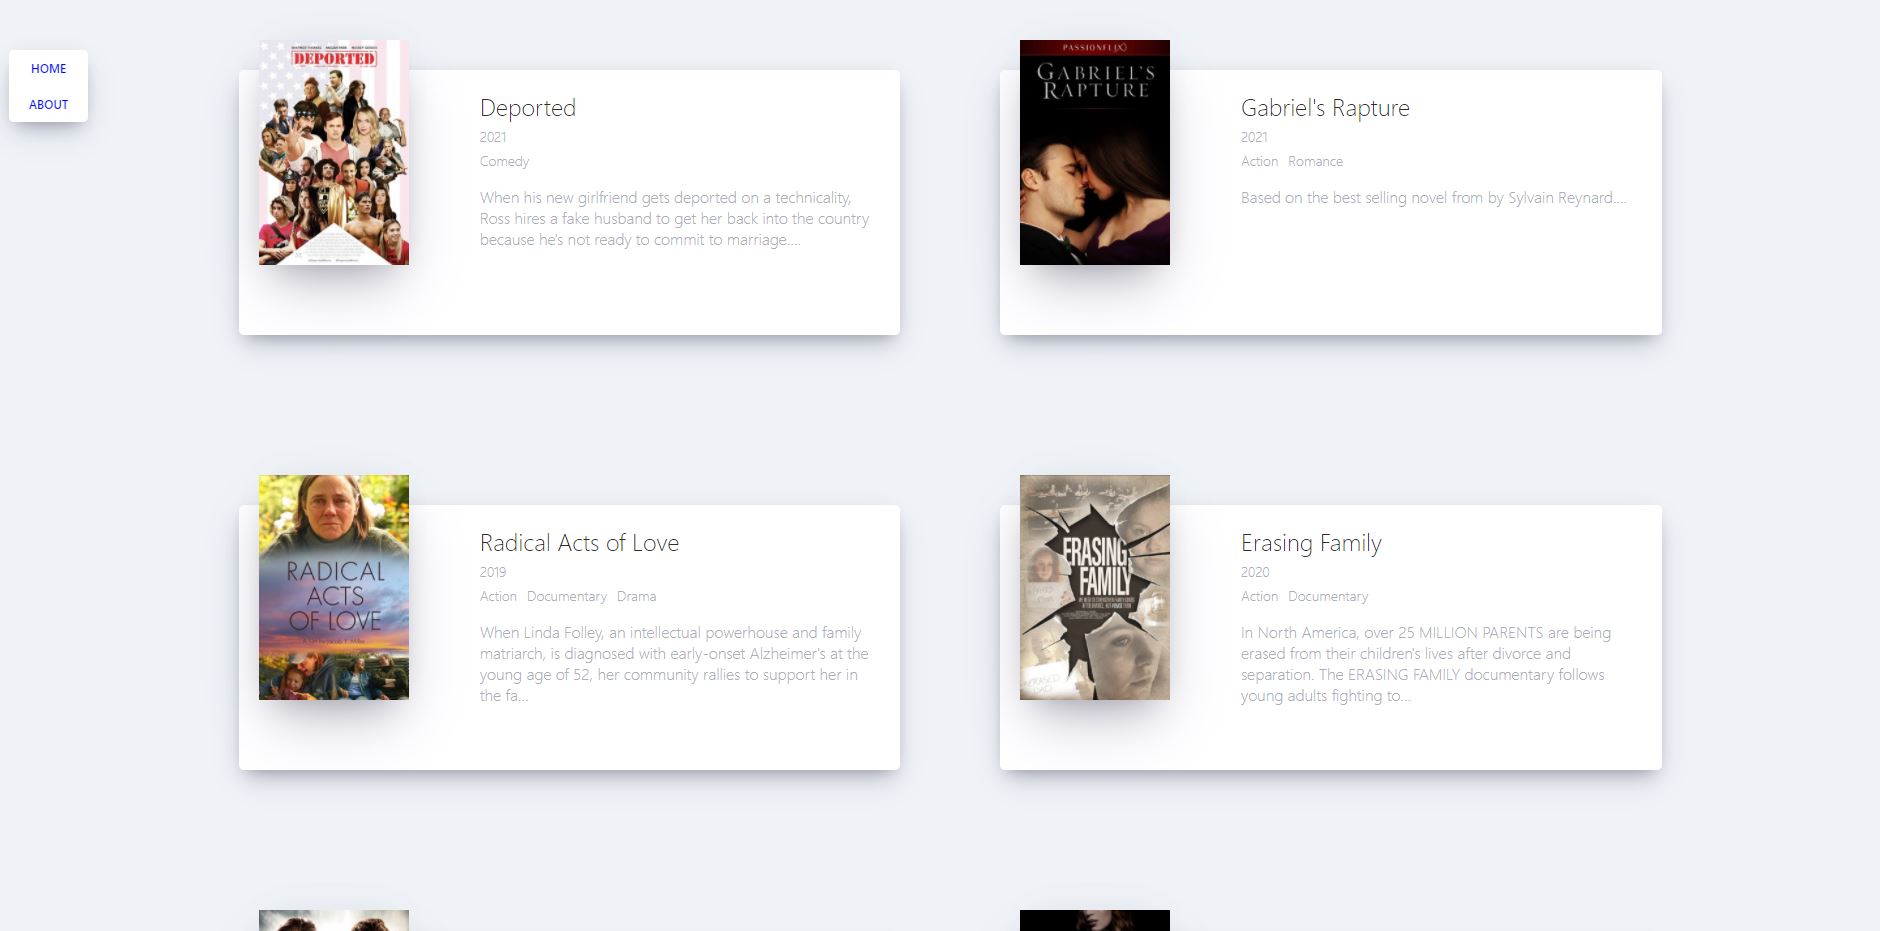 HOME
ABOUT
DEPORTED
Deported
2021
Comedy
When his new girlfriend gets deported on a technicality,
Ross hires a fake husband to get her back into the country
because he's not ready to commit to marriage....
PASSIONFLIX
GABRIEL'S
RAPTURE
Gabriel's Rapture
2021
Action Romance
Based on the best selling novel from by Sylvain Reynard....
RADICAL
ACTS
OF LOVE
Radical Acts of Love
2019
Action Documentary Drama
When Linda Folley, an intellectual powerhouse and family
matriarch, is diagnosed with early-onset Alzheimer's at the
young age of 52, her community rallies to support her in
the fa...
ERASING
FAMILY
ERASED
DAD
Erasing Family
2020
Action Documentary
In North America, over 25 MILLION PARENTS are being
erased from their children's lives after divorce and
separation. The ERASING FAMILY documentary follows
young adults fighting to...